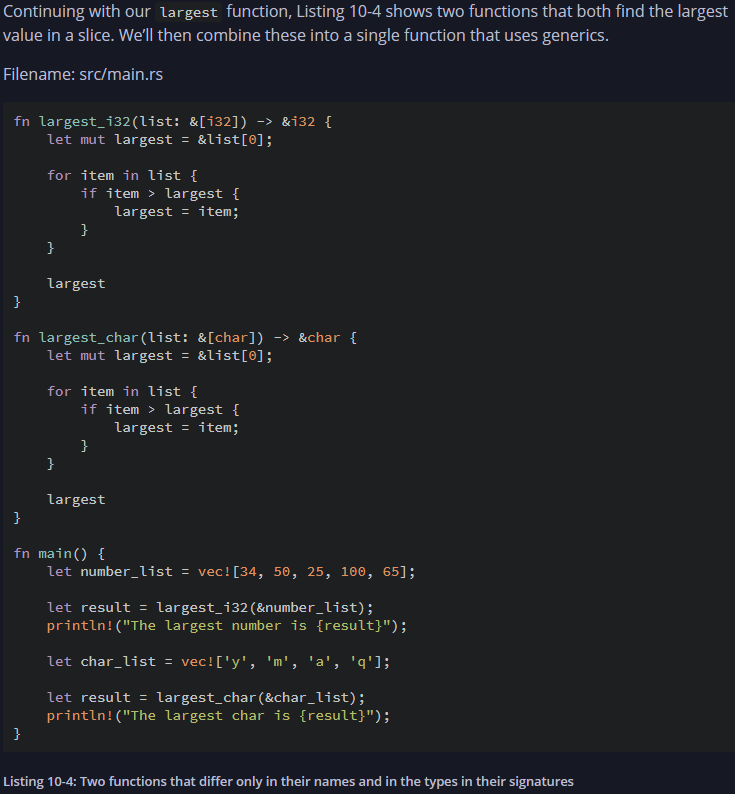 Continuing with our largest function, Listing 10-4 shows two functions that both find the largest
value in a slice. We’ll then combine these into a single function that uses generics.
Filename: src/main.rs
fn largest_i32(list: &[i32]) -> &i32 {
    let mut largest = &list[0];

    for item in list {
        if item > largest {
            largest = item;
        }
    }

    largest
}

fn largest_char(list: &[char]) -> &char {
    let mut largest = &list[0];

    for item in list {
        if item > largest {
            largest = item;
        }
    }

    largest
}

fn main() {
    let number_list = vec![34, 50, 25, 100, 65];

    let result = largest_i32(&number_list);
    println!("The largest number is {result}");

    let char_list = vec!['y', 'm', 'a', 'q'];

    let result = largest_char(&char_list);
    println!("The largest char is {result}");
}
Listing 10-4: Two functions that differ only in their names and in the types in their signatures